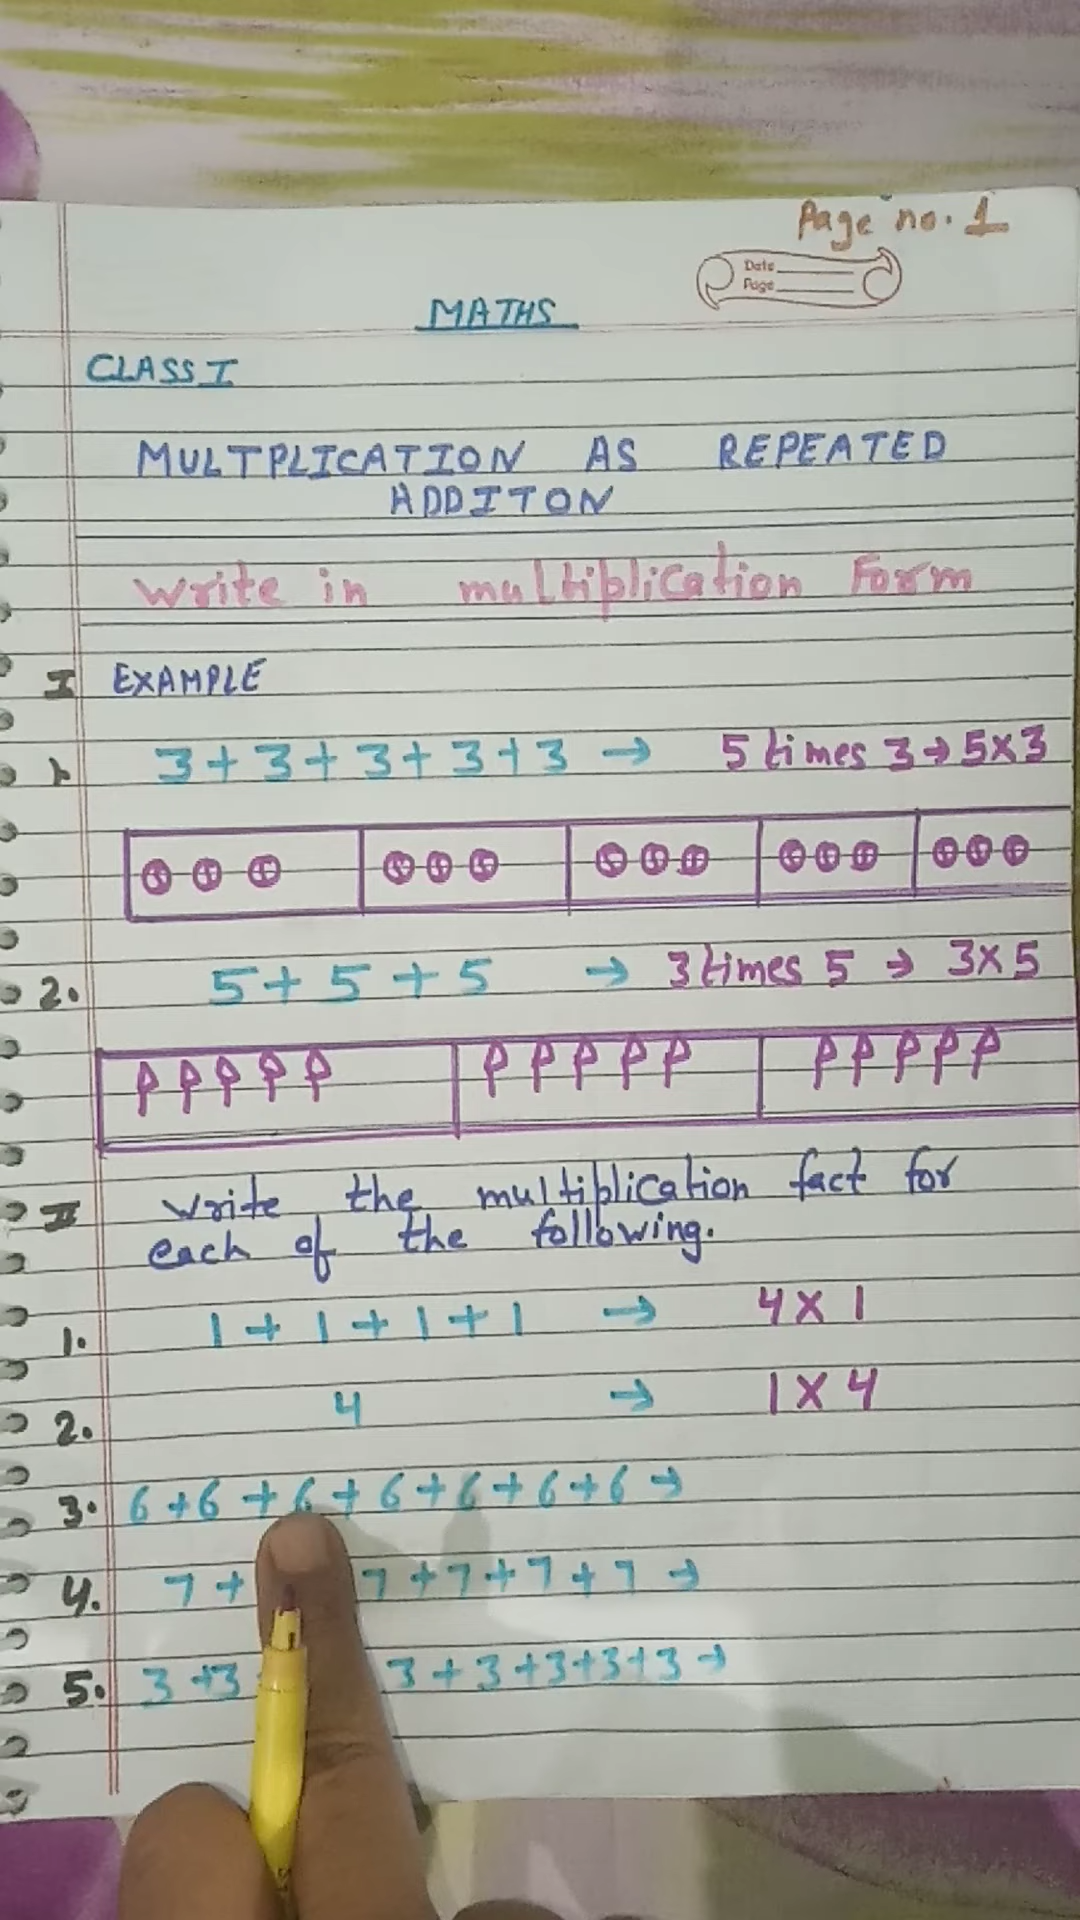 Page no. 1
Date
Page
MATHS
CLASS I
MULTPLICATION AS REPEATED
ADDITON
Write in multiplication Form
I EXAMPLE
1. 3+3+3+3+3 → 5 times 3 → 5×3
2. 5+5+5 → 3 times 5 → 3×5
II Write the multiplication fact for
each of the following.
1. 1+1+1+1 → 4×1
2. 4 → 1×4
3. 6+6+6+6+6+6+6 →
4. 7+ 7+7+7+7 →
5. 3+3 3+3+3+3+3 →